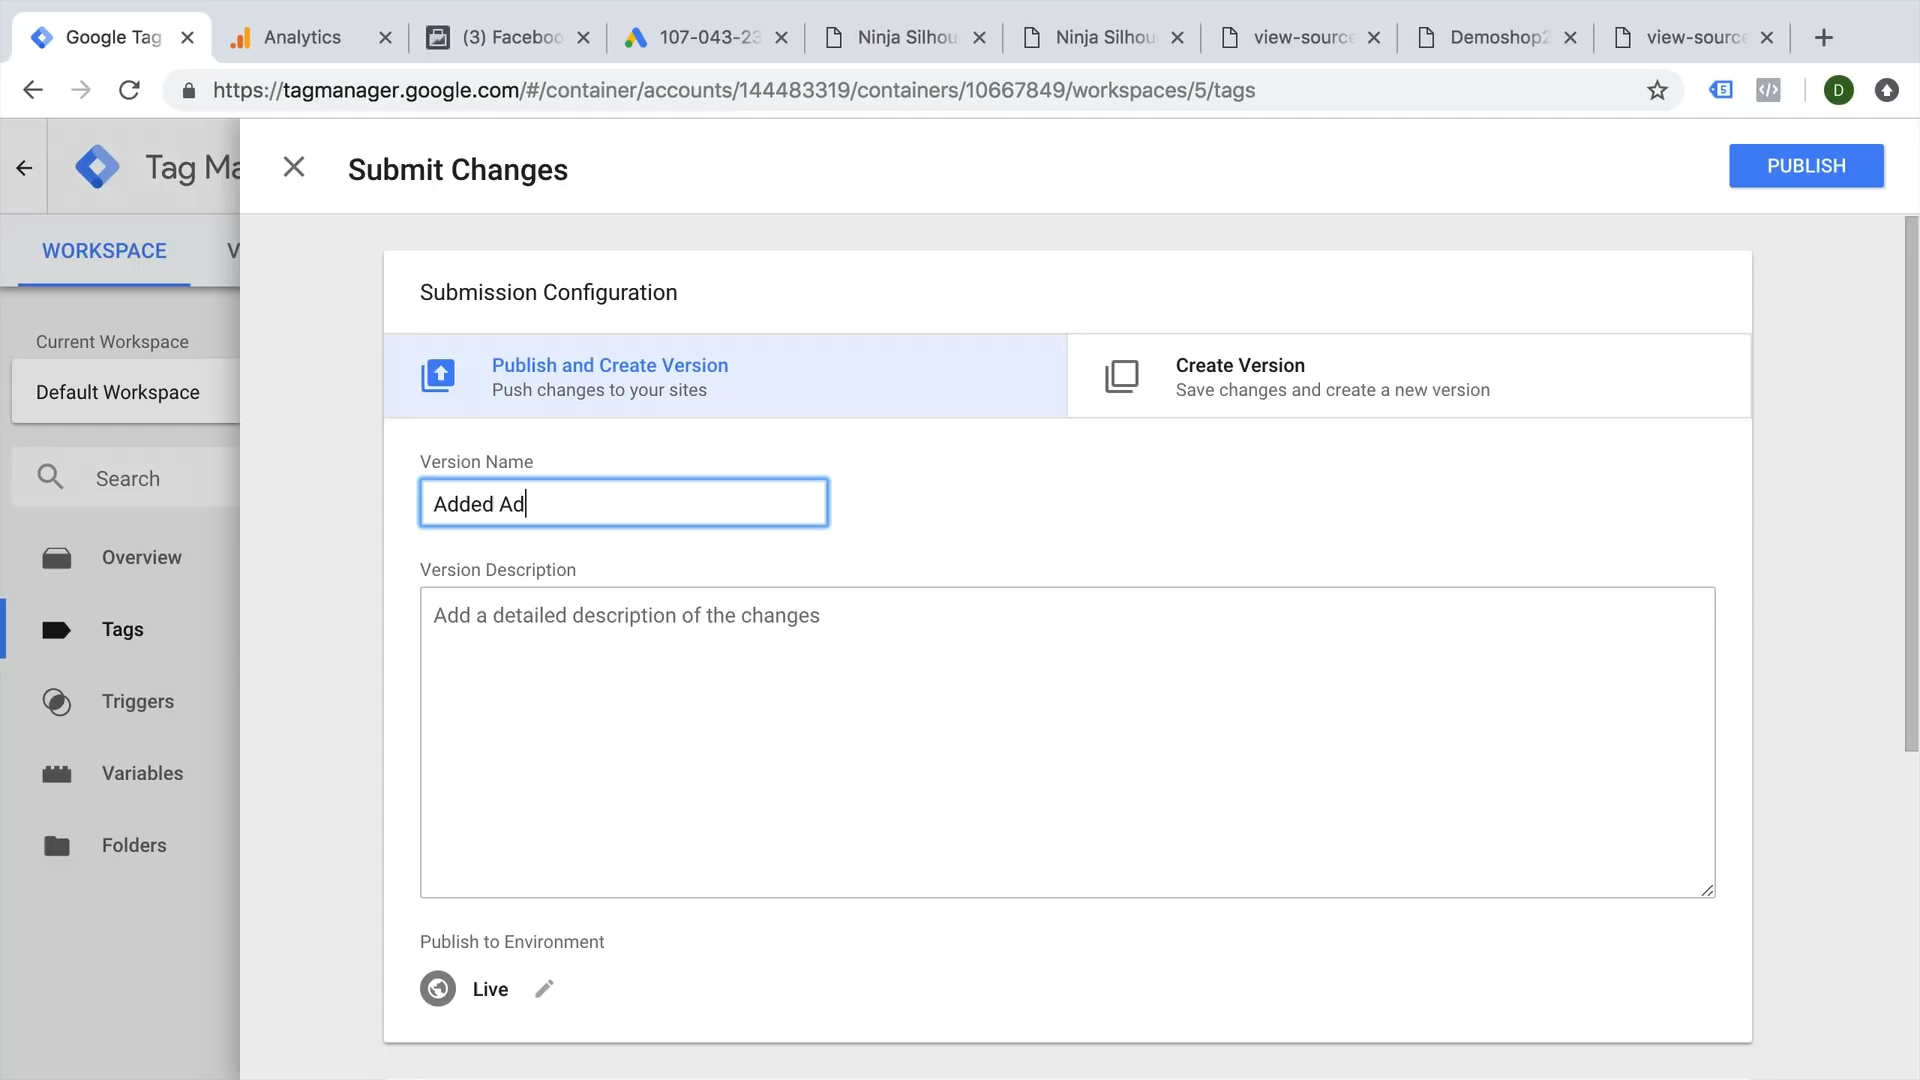 Google Tag
Analytics
(3) Faceboo
107-043-23
Ninja Silhou
Ninja Silhou
view-source
Demoshop2
view-source
https://tagmanager.google.com/#/container/accounts/144483319/containers/10667849/workspaces/5/tags
5
D
Tag Ma
Submit Changes
PUBLISH
WORKSPACE
V
Submission Configuration
Current Workspace
Default Workspace
Publish and Create Version
Push changes to your sites
Create Version
Save changes and create a new version
Search
Version Name
Added Ad
Overview
Version Description
Add a detailed description of the changes
Tags
Triggers
Variables
Folders
Publish to Environment
Live